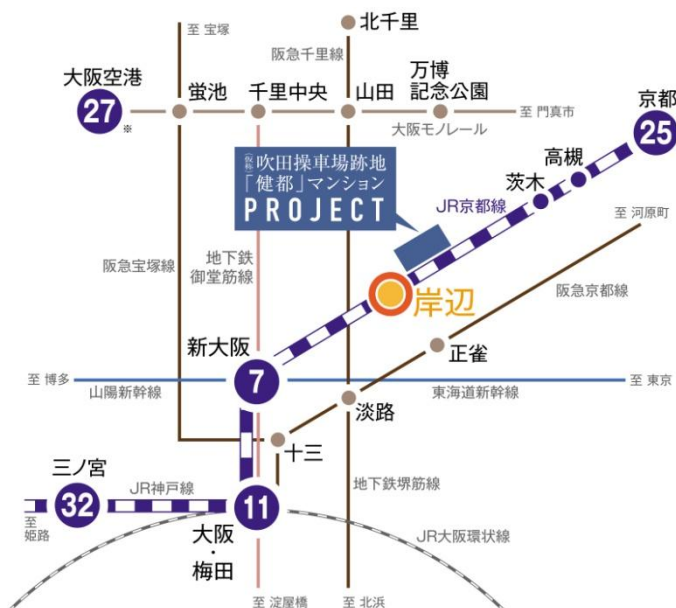 至 宝塚
北千里
阪急千里線
大阪空港
27
※
蛍池
千里中央
山田
万博
記念公園
大阪モノレール
至 門真市
京都
25
高槻
茨木
JR京都線
至 河原町
(仮称)吹田操車場跡地
「健都」マンション
PROJECT
阪急宝塚線
地下鉄
御堂筋線
岸辺
阪急京都線
新大阪
7
正雀
至 博多
山陽新幹線
東海道新幹線
至 東京
淡路
十三
三ノ宮
32
JR神戸線
11
地下鉄堺筋線
至
姫路
大阪
・
梅田
JR大阪環状線
至 淀屋橋
至 北浜